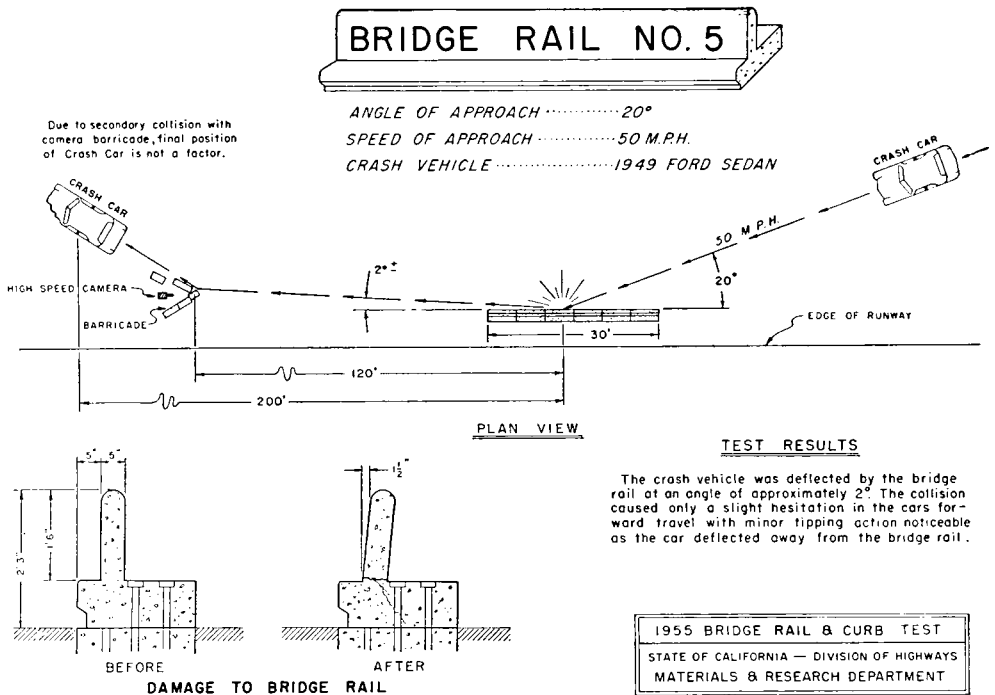 BRIDGE RAIL NO. 5
ANGLE OF APPROACH ·········· 20°
SPEED OF APPROACH ·········· 50 M.P.H.
CRASH VEHICLE ················ 1949 FORD SEDAN
Due to secondary collision with
camera barricade, final position
of Crash Car is not a factor.
CRASH CAR
CRASH CAR
50 M.P.H.
2° ±
20°
HIGH SPEED CAMERA
BARRICADE
30'
EDGE OF RUNWAY
120'
200'
PLAN VIEW
TEST RESULTS
The crash vehicle was deflected by the bridge
rail at an angle of approximately 2°. The collision
caused only a slight hesitation in the cars for-
ward travel with minor tipping action noticeable
as the car deflected away from the bridge rail.
5" 5"
1 1/2"
2'3"
1'6"
BEFORE
AFTER
DAMAGE TO BRIDGE RAIL
1955 BRIDGE RAIL & CURB TEST
STATE OF CALIFORNIA — DIVISION OF HIGHWAYS
MATERIALS & RESEARCH DEPARTMENT